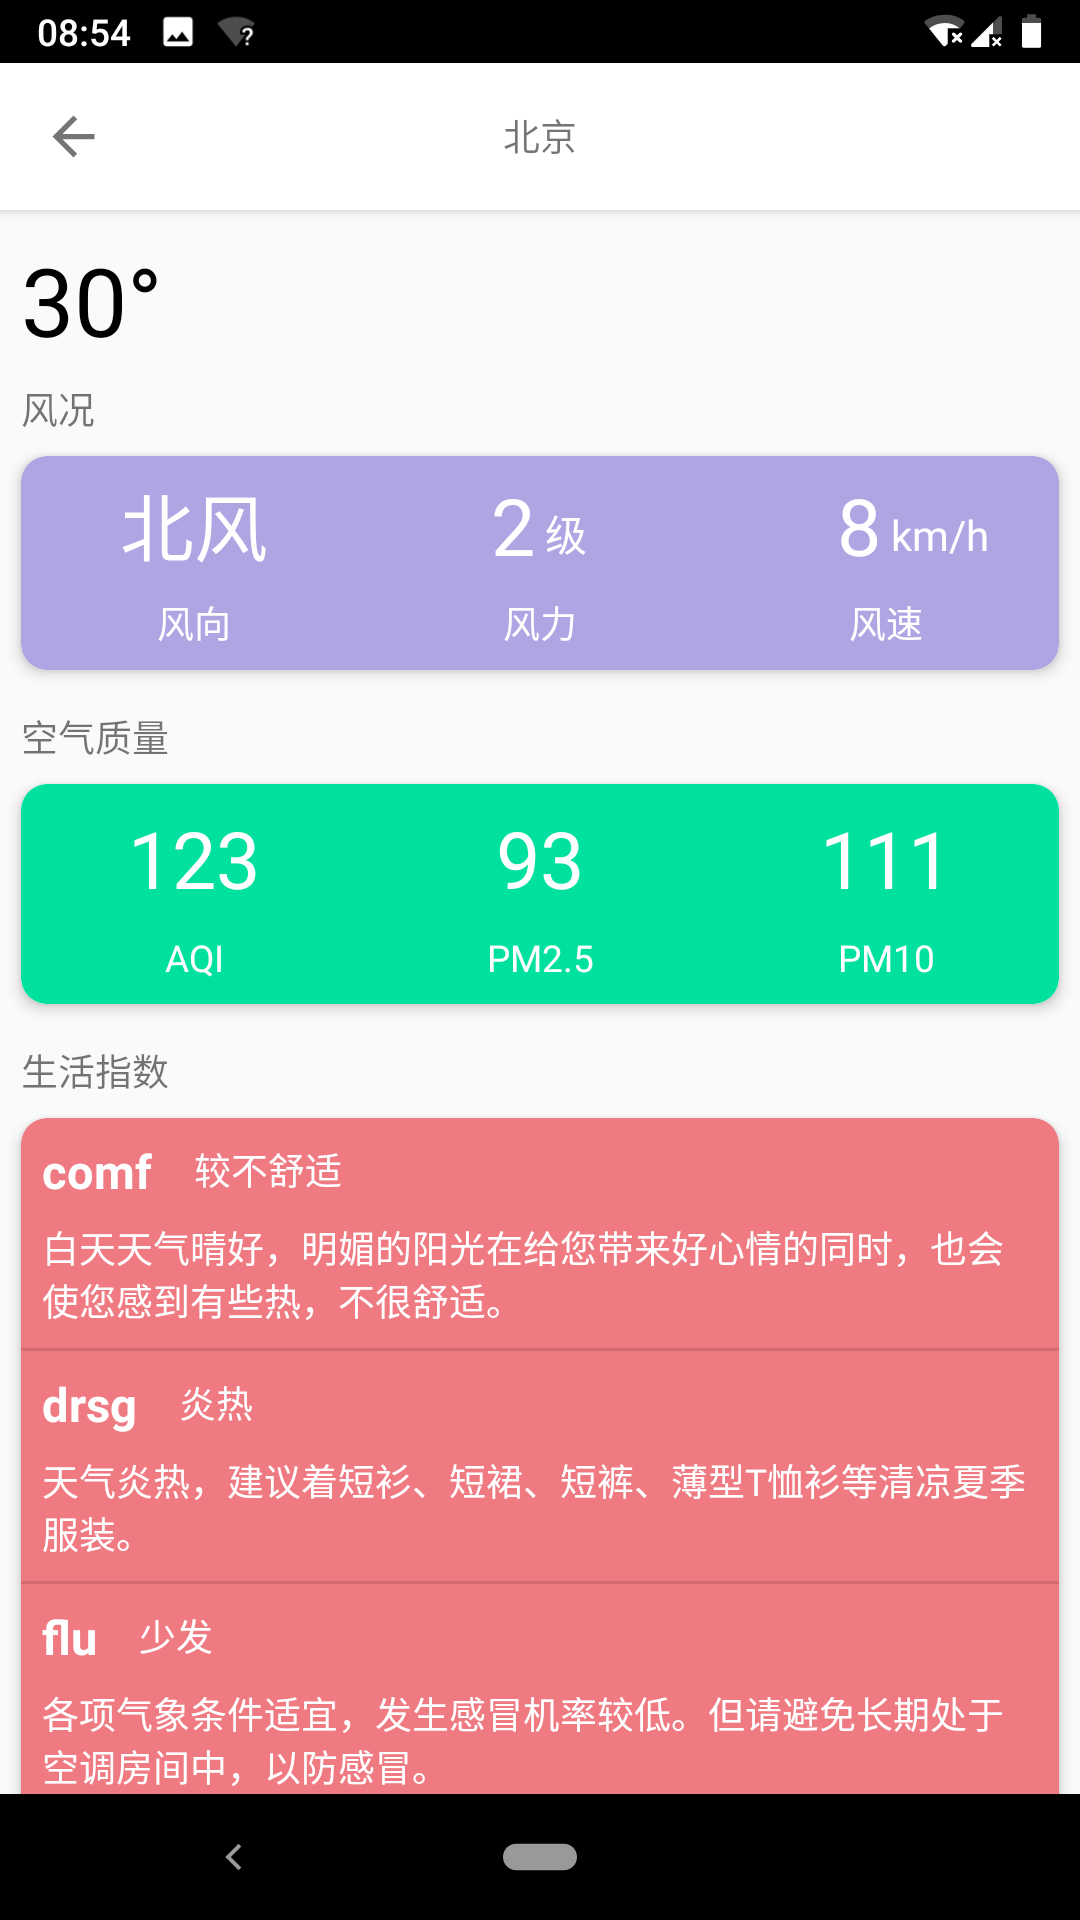 08:54
北京
30°
风况
北风 2 级 8 km/h
风向 风力 风速
空气质量
123 93 111
AQI PM2.5 PM10
生活指数
comf 较不舒适
白天天气晴好，明媚的阳光在给您带来好心情的同时，也会
使您感到有些热，不很舒适。
drsg 炎热
天气炎热，建议着短衫、短裙、短裤、薄型T恤衫等清凉夏季
服装。
flu 少发
各项气象条件适宜，发生感冒机率较低。但请避免长期处于
空调房间中，以防感冒。